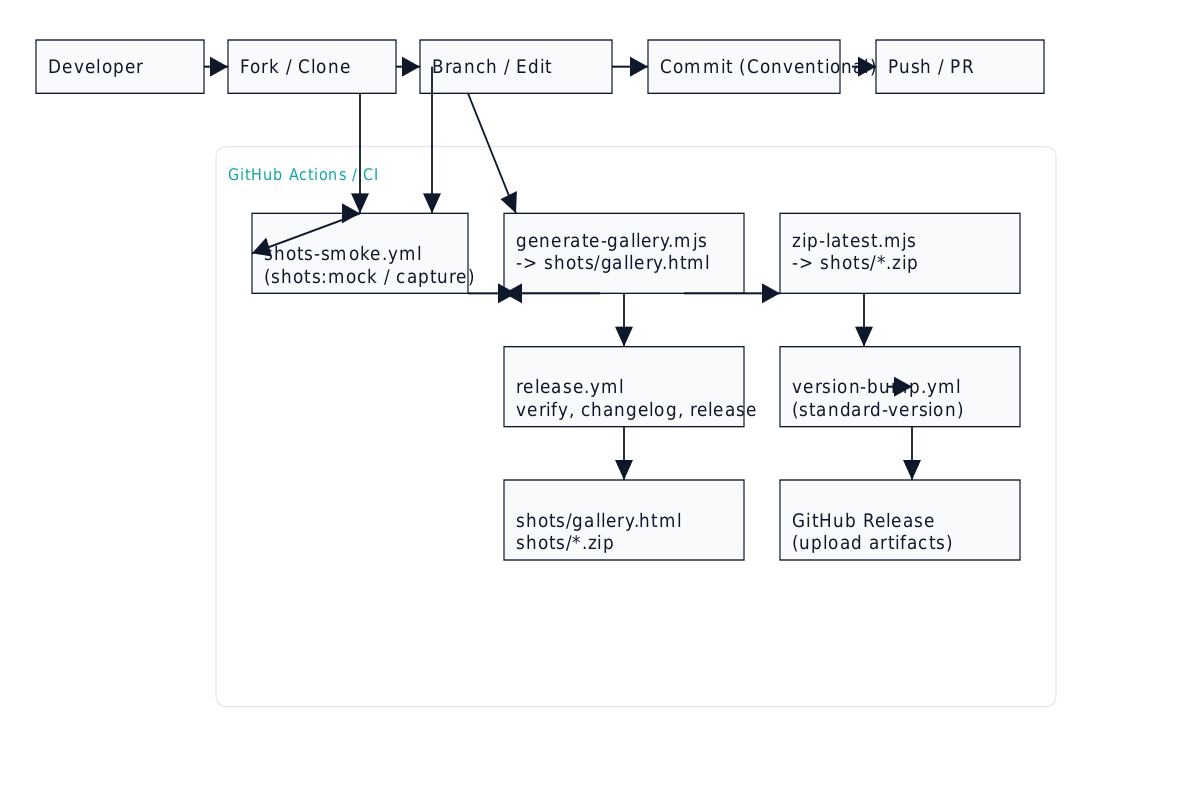 Developer
Fork / Clone
Branch / Edit
Commit (Conventional)
Push / PR
GitHub Actions / CI
shots-smoke.yml
(shots:mock / capture)
generate-gallery.mjs
-> shots/gallery.html
zip-latest.mjs
-> shots/*.zip
release.yml
verify, changelog, release
version-bump.yml
(standard-version)
shots/gallery.html
shots/*.zip
GitHub Release
(upload artifacts)